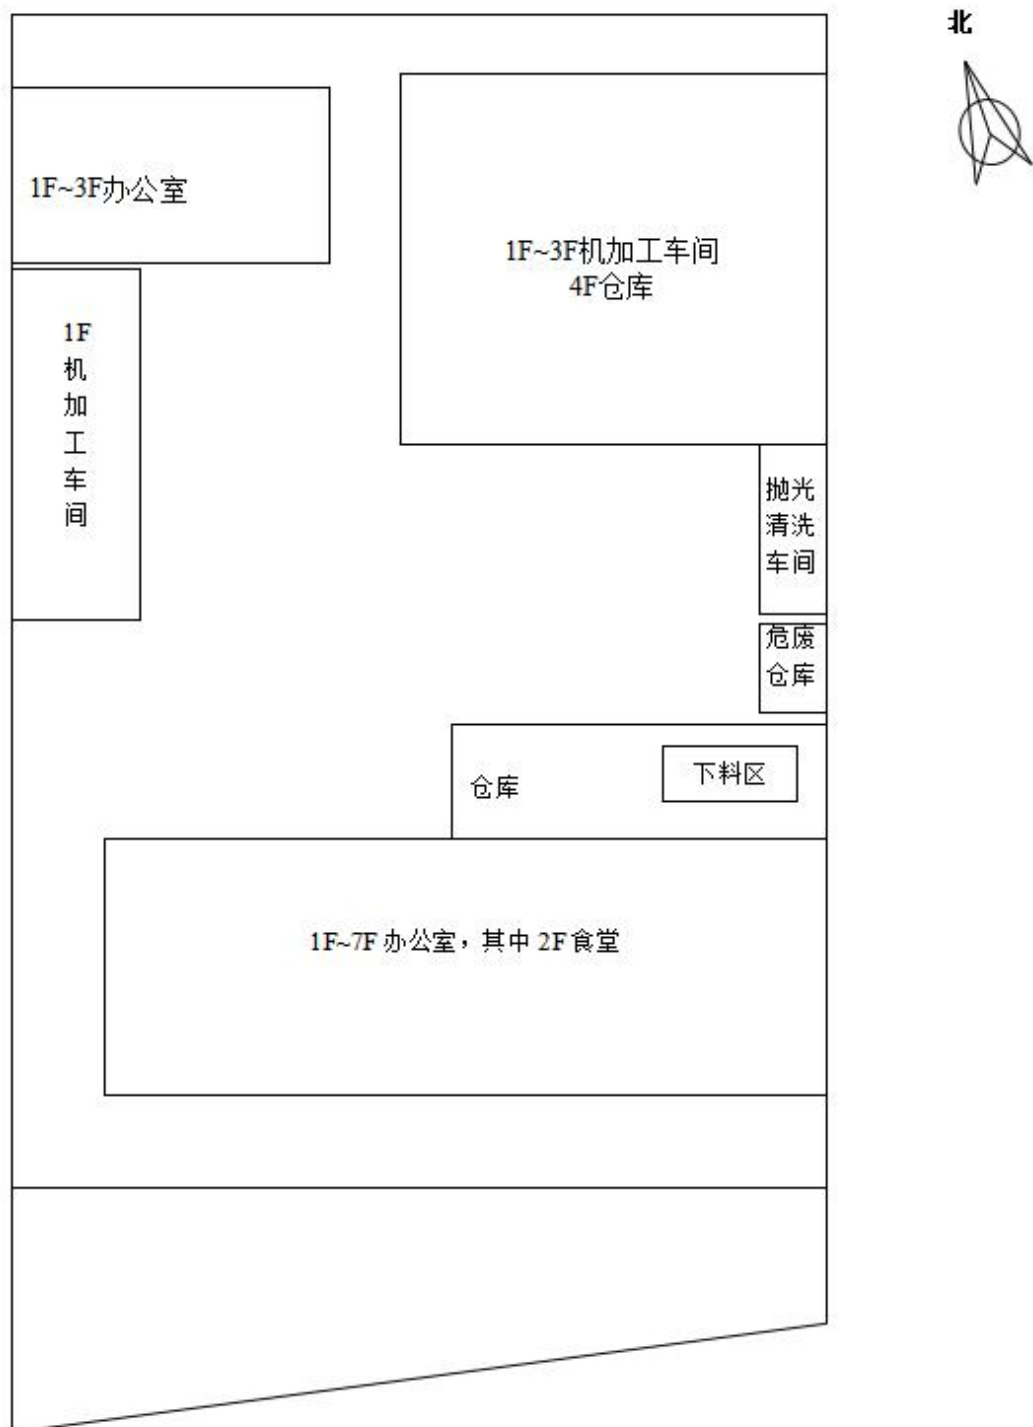 北
1F~3F办公室
1F~3F机加工车间
4F仓库
1F
机
加
工
车
间
抛光
清洗
车间
危废
仓库
仓库
下料区
1F~7F 办公室，其中 2F 食堂